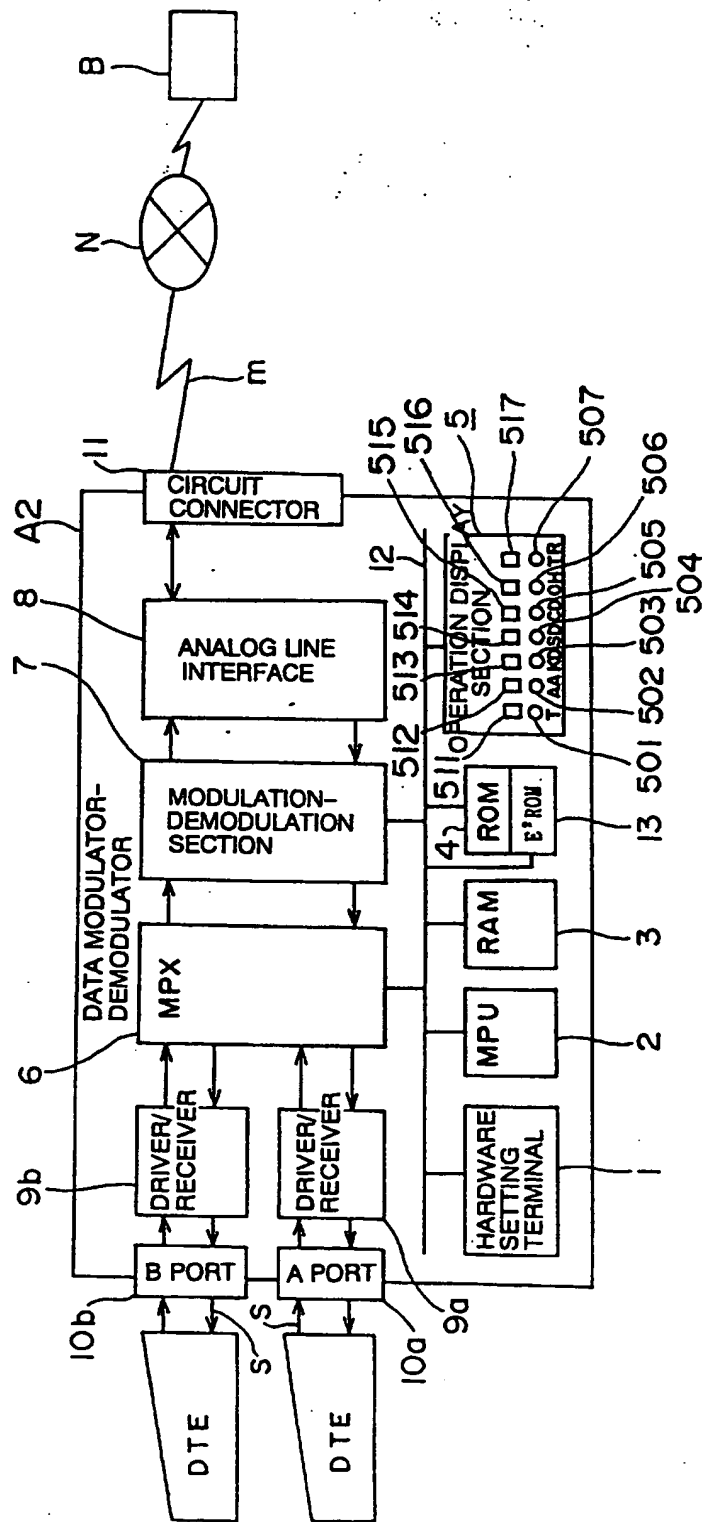 A2
DATA MODULATOR-
DEMODULATOR
6
7
8
11
N
B
m
9b
10b
B PORT
DRIVER/
RECEIVER
MPX
MODULATION-
DEMODULATION
SECTION
ANALOG LINE
INTERFACE
CIRCUIT
CONNECTOR
DTE
S
DTE
S
10a
A PORT
DRIVER/
RECEIVER
9a
12
HARDWARE
SETTING
TERMINAL
1
MPU
2
RAM
3
4
ROM
E²ROM
13
511
512
513
514
515
516
5
517
OPERATION DISPLAY
SECTION
T AA KD SD CD OH TR
501
502
503
504
505
506
507